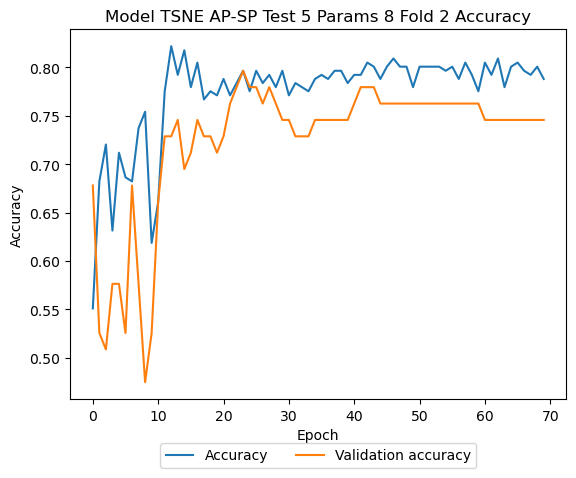 Model TSNE AP-SP Test 5 Params 8 Fold 2 Accuracy
Accuracy
0.80
0.75
0.70
0.65
0.60
0.55
0.50
0 10 20 30 40 50 60 70
Epoch
Accuracy Validation accuracy